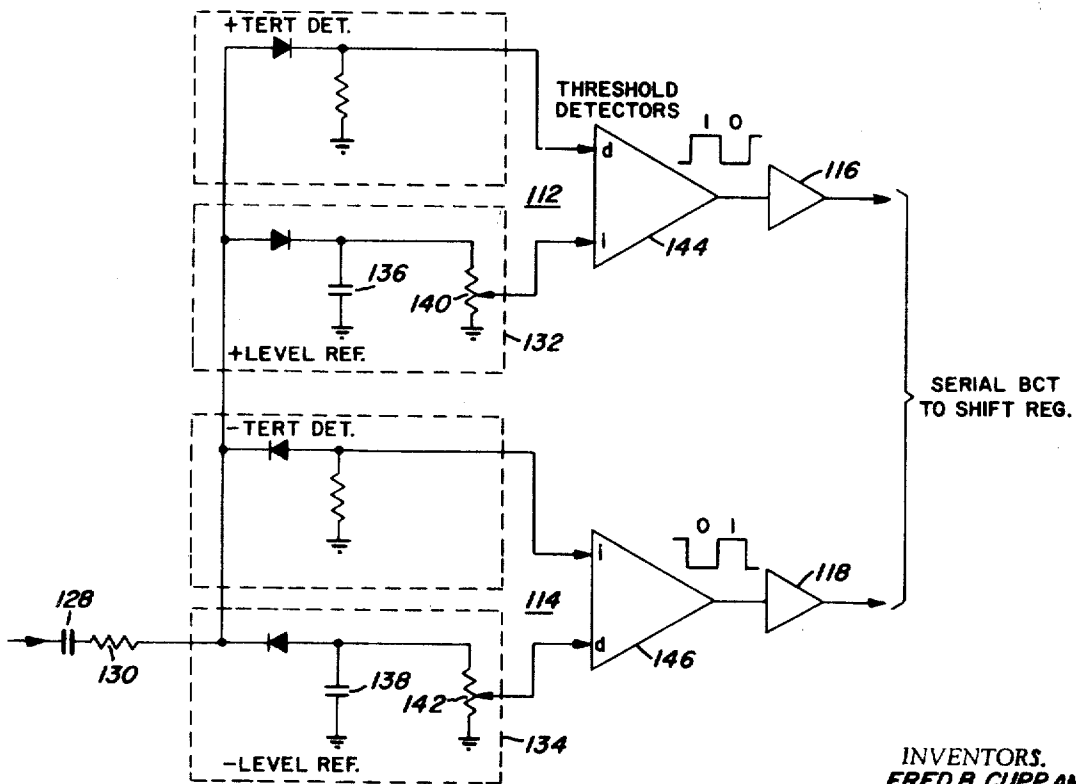 +TERT DET.
THRESHOLD
DETECTORS
1 0
116
d
112
i
144
136
140
132
+LEVEL REF.
SERIAL BCT
TO SHIFT REG.
-TERT DET.
0 1
118
i
128
114
d
146
130
138
142
134
-LEVEL REF.
INVENTORS.